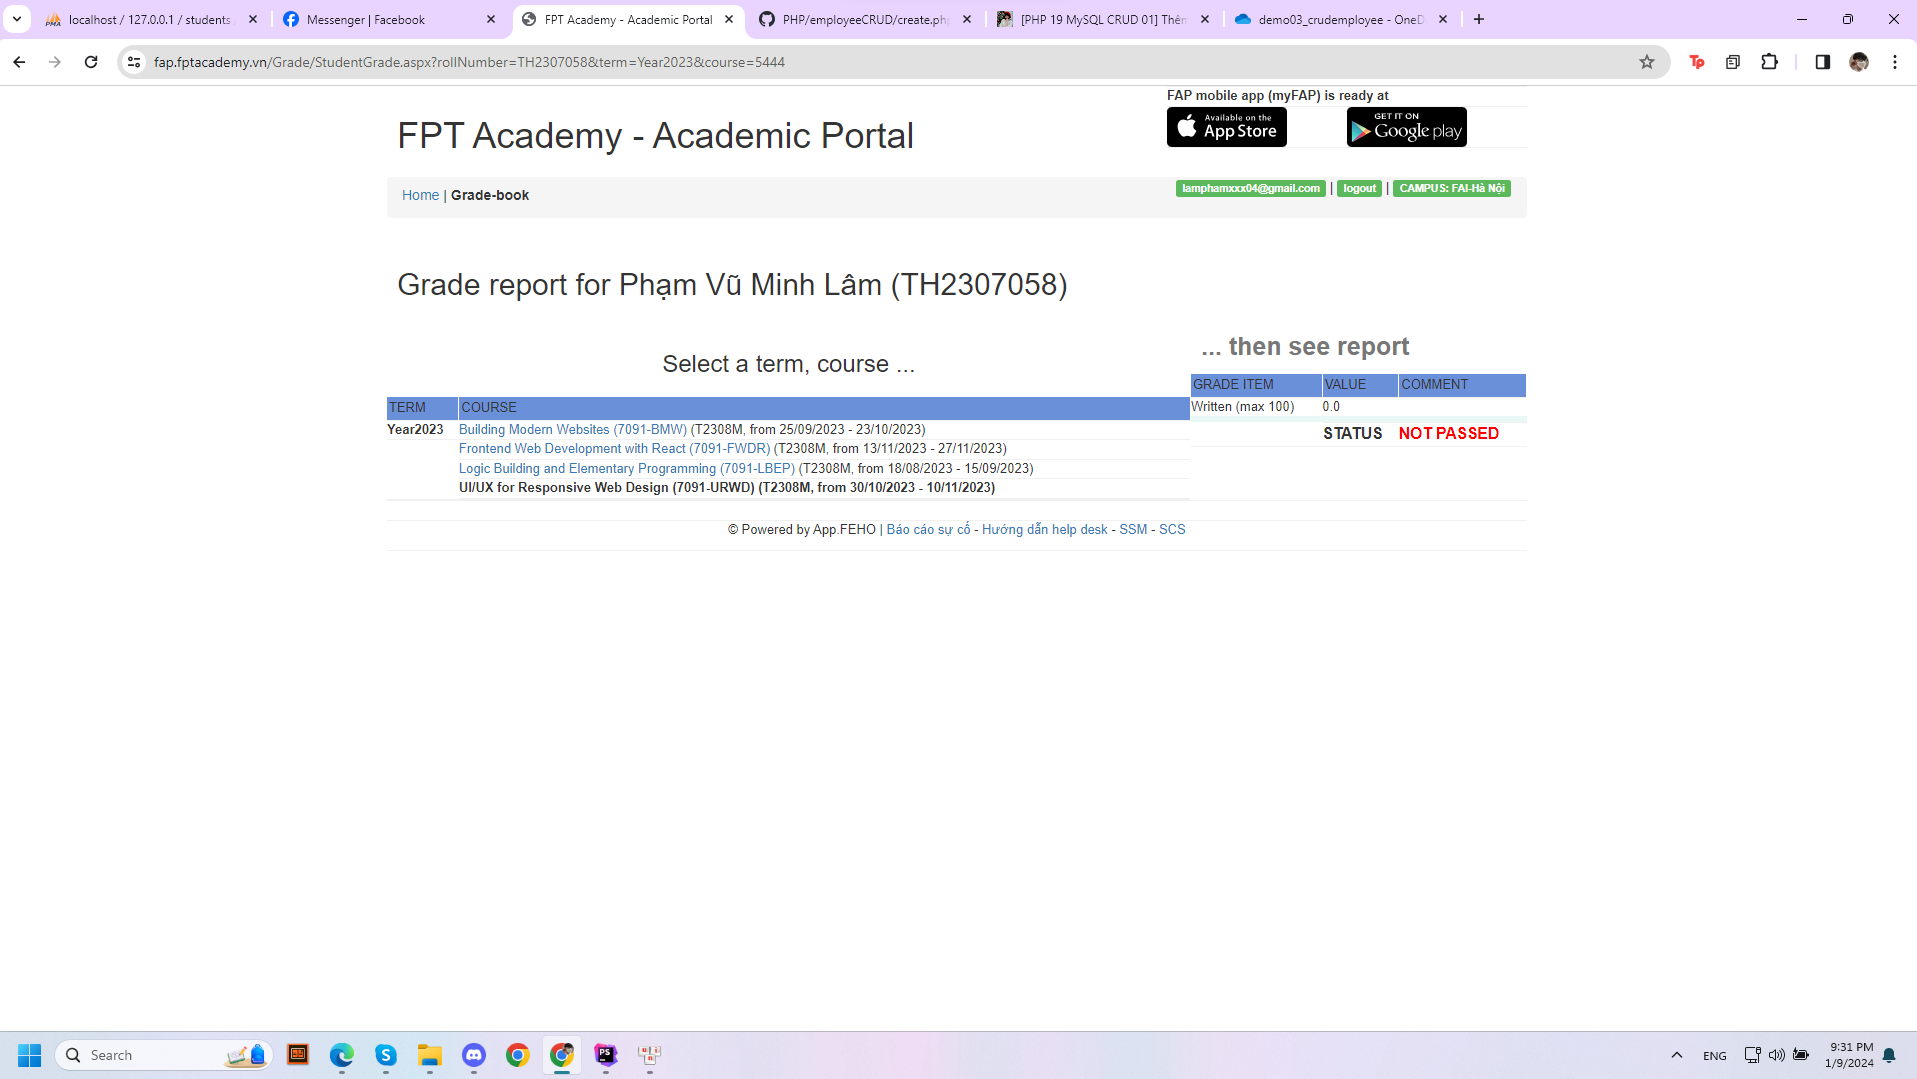 localhost / 127.0.0.1 / students
Messenger | Facebook
FPT Academy - Academic Portal
PHP/employeeCRUD/create.php
[PHP 19 MySQL CRUD 01] Thêm
demo03_crudemployee - OneD
fap.fptacademy.vn/Grade/StudentGrade.aspx?rollNumber=TH2307058&term=Year2023&course=5444
FAP mobile app (myFAP) is ready at
Available on the App Store
GET IT ON Google play
FPT Academy - Academic Portal
Home | Grade-book
lamphamxxx04@gmail.com | logout | CAMPUS: FAI-Hà Nội
Grade report for Phạm Vũ Minh Lâm (TH2307058)
Select a term, course ...
... then see report
TERM COURSE
GRADE ITEM VALUE COMMENT
Year2023 Building Modern Websites (7091-BMW) (T2308M, from 25/09/2023 - 23/10/2023)
Frontend Web Development with React (7091-FWDR) (T2308M, from 13/11/2023 - 27/11/2023)
Logic Building and Elementary Programming (7091-LBEP) (T2308M, from 18/08/2023 - 15/09/2023)
UI/UX for Responsive Web Design (7091-URWD) (T2308M, from 30/10/2023 - 10/11/2023)
Written (max 100) 0.0
STATUS NOT PASSED
© Powered by App.FEHO | Báo cáo sự cố - Hướng dẫn help desk - SSM - SCS
Search
ENG
9:31 PM
1/9/2024